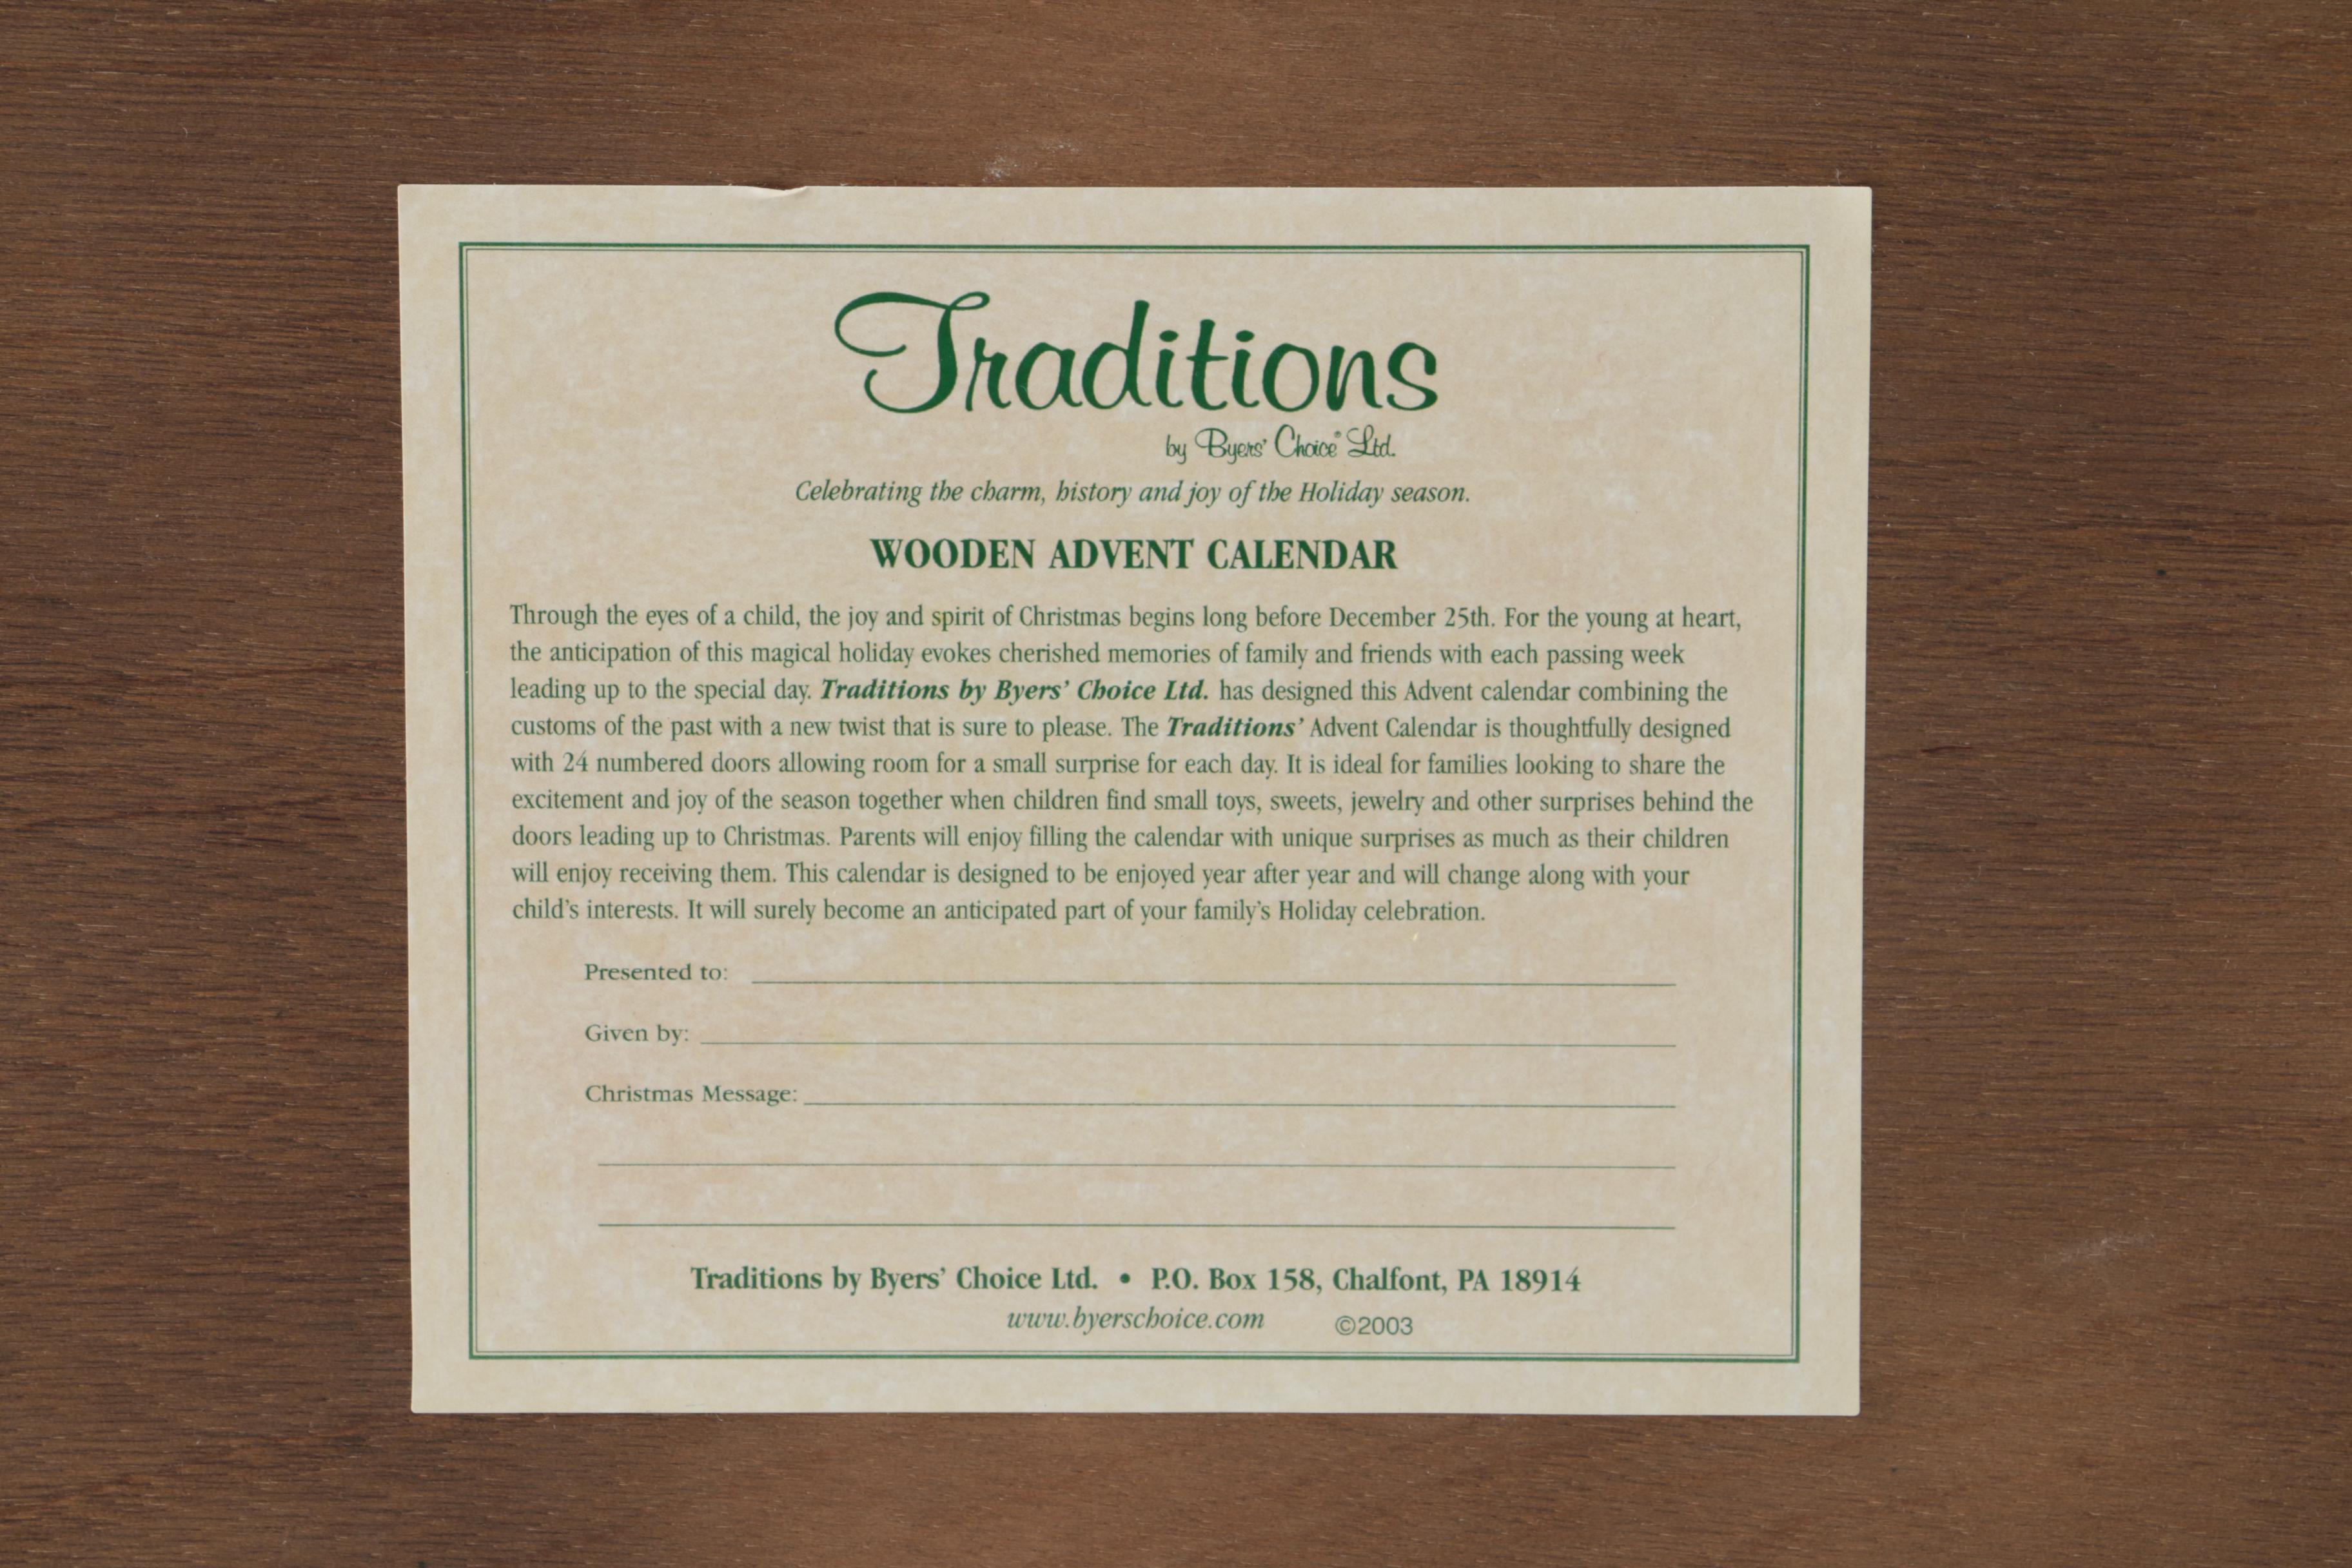 Traditions
by Byers' Choice® Ltd.
Celebrating the charm, history and joy of the Holiday season.
WOODEN ADVENT CALENDAR
Through the eyes of a child, the joy and spirit of Christmas begins long before December 25th. For the young at heart,
the anticipation of this magical holiday evokes cherished memories of family and friends with each passing week
leading up to the special day. Traditions by Byers' Choice Ltd. has designed this Advent calendar combining the
customs of the past with a new twist that is sure to please. The Traditions' Advent Calendar is thoughtfully designed
with 24 numbered doors allowing room for a small surprise for each day. It is ideal for families looking to share the
excitement and joy of the season together when children find small toys, sweets, jewelry and other surprises behind the
doors leading up to Christmas. Parents will enjoy filling the calendar with unique surprises as much as their children
will enjoy receiving them. This calendar is designed to be enjoyed year after year and will change along with your
child's interests. It will surely become an anticipated part of your family's Holiday celebration.
Presented to:
Given by:
Christmas Message:
Traditions by Byers' Choice Ltd. • P.O. Box 158, Chalfont, PA 18914
www.byerschoice.com ©2003